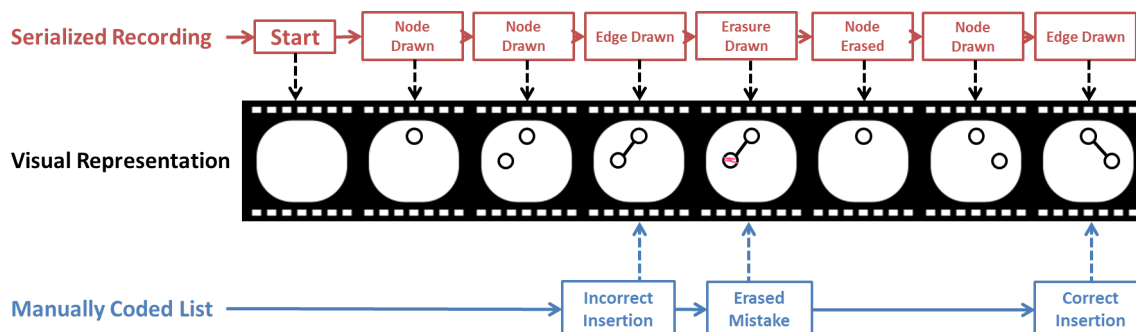 Serialized Recording
Start
Node
Drawn
Node
Drawn
Edge Drawn
Erasure
Drawn
Node
Erased
Node
Drawn
Edge Drawn
Visual Representation
Manually Coded List
Incorrect
Insertion
Erased
Mistake
Correct
Insertion